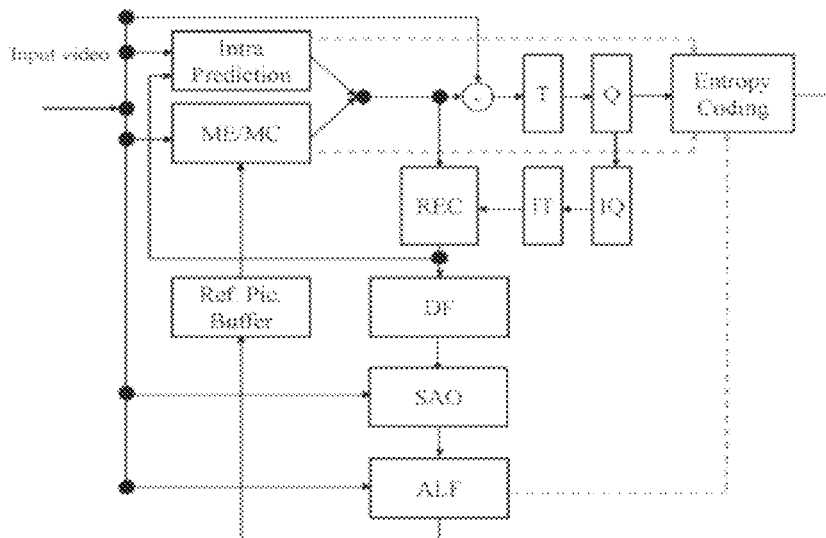 Input video
Intra
Prediction
ME/MC
-
T
Q
Entropy
Coding
REC
IT
IQ
Ref. Pic.
Buffer
DF
SAO
ALF